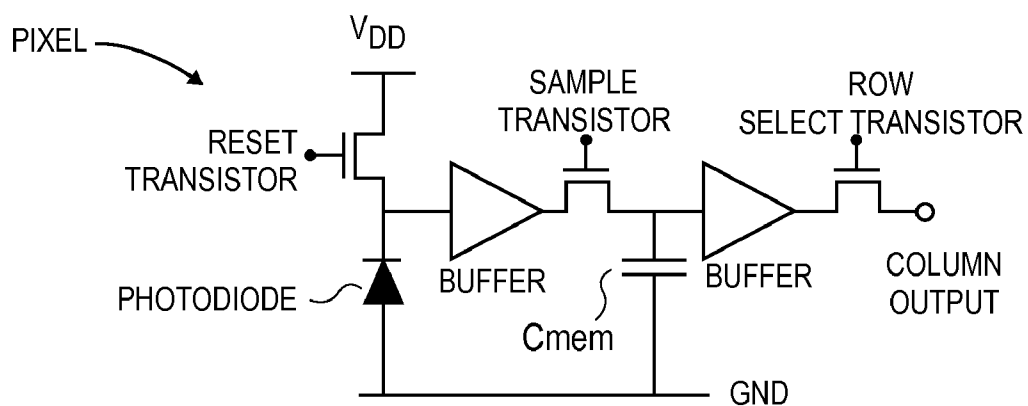 PIXEL
VDD
RESET
TRANSISTOR
SAMPLE
TRANSISTOR
ROW
SELECT TRANSISTOR
BUFFER
BUFFER
COLUMN
OUTPUT
PHOTODIODE
Cmem
GND